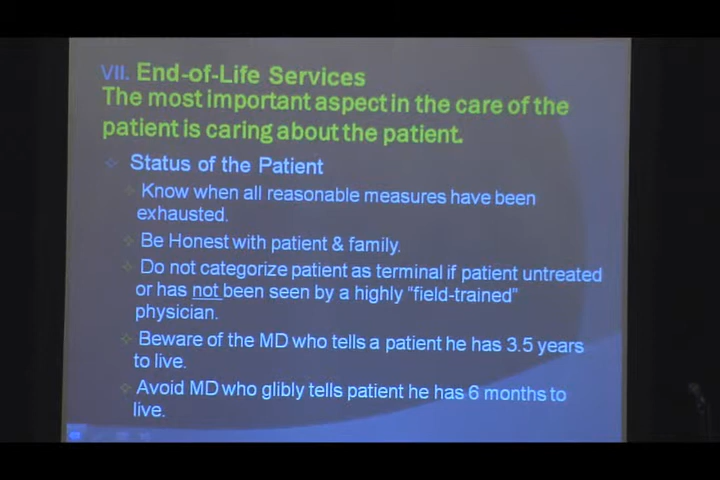 VII. End-of-Life Services
The most important aspect in the care of the
patient is caring about the patient.
Status of the Patient
Know when all reasonable measures have been
exhausted.
Be Honest with patient & family.
Do not categorize patient as terminal if patient untreated
or has not been seen by a highly “field-trained”
physician.
Beware of the MD who tells a patient he has 3.5 years
to live.
Avoid MD who glibly tells patient he has 6 months to
live.